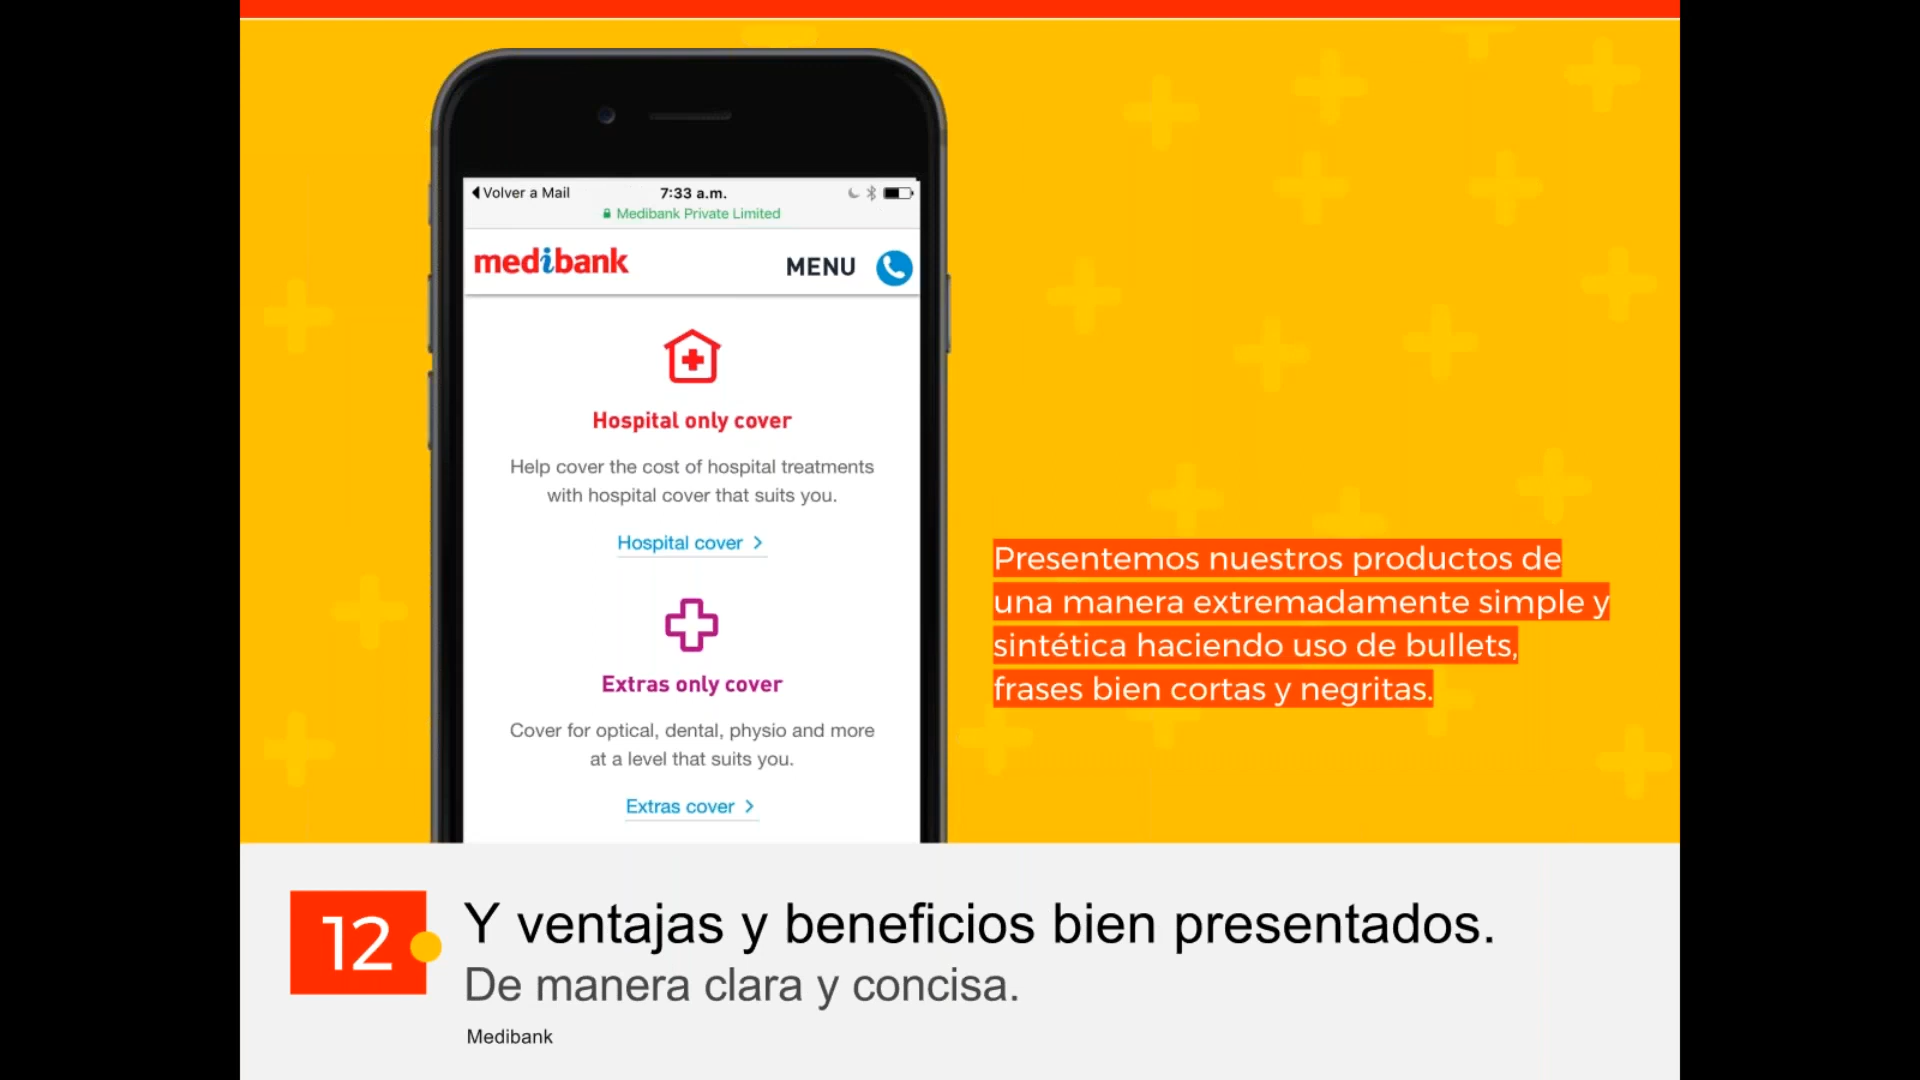 Volver a Mail
7:33 a.m.
Medibank Private Limited
medibank
MENU
Hospital only cover
Help cover the cost of hospital treatments
with hospital cover that suits you.
Hospital cover
Extras only cover
Cover for optical, dental, physio and more
at a level that suits you.
Extras cover
Presentemos nuestros productos de
una manera extremadamente simple y
sintética haciendo uso de bullets,
frases bien cortas y negritas.
12
Y ventajas y beneficios bien presentados.
De manera clara y concisa.
Medibank